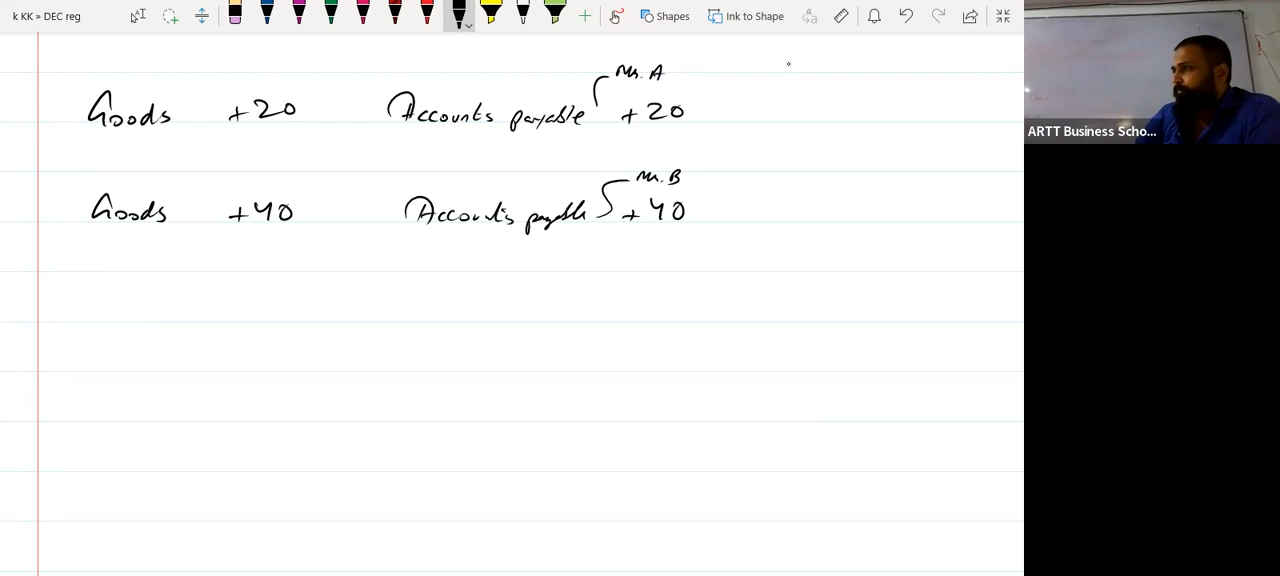 k KK » DEC reg
Shapes
Ink to Shape
Mr. A
Goods +20 Accounts payable +20
Mr. B
Goods +40 Accounts payable +40
ARTT Business Scho...